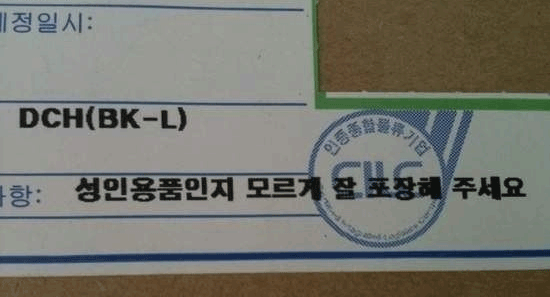 예정일시:
DCH(BK-L)
인증종합물류기업
CILC
사항: 성인용품인지 모르게 잘 포장해 주세요